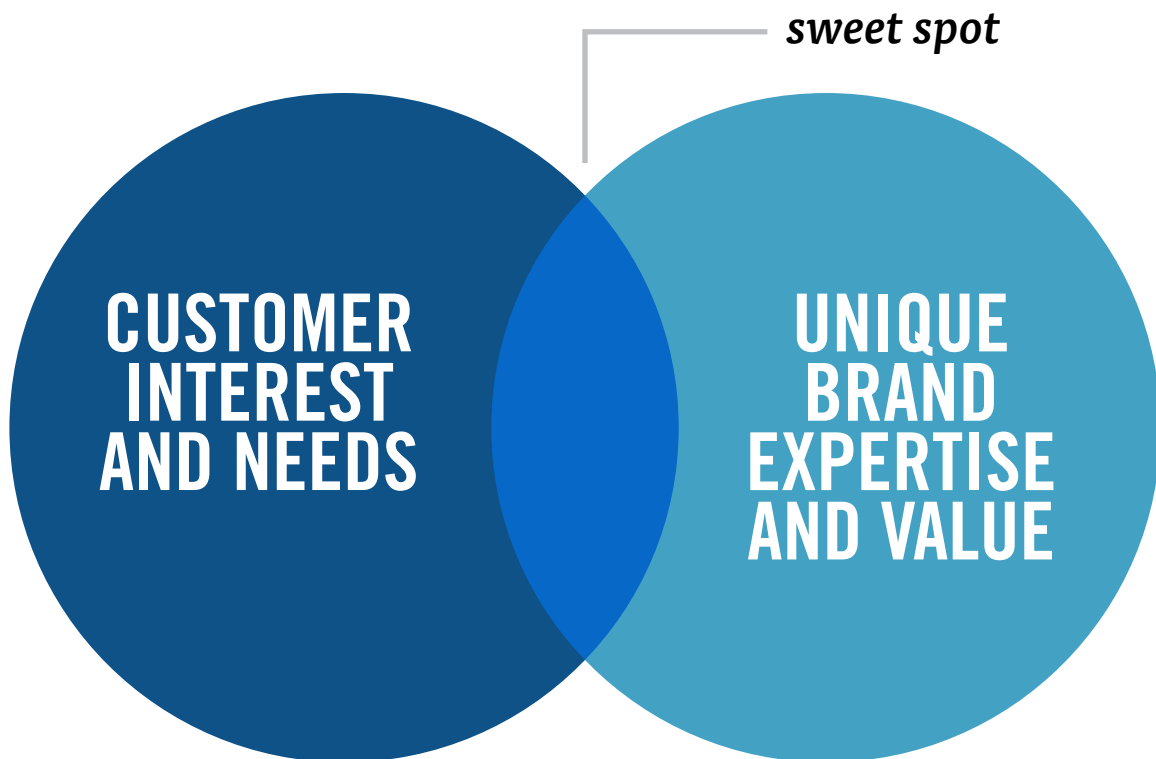 sweet spot
CUSTOMER
INTEREST
AND NEEDS
UNIQUE
BRAND
EXPERTISE
AND VALUE